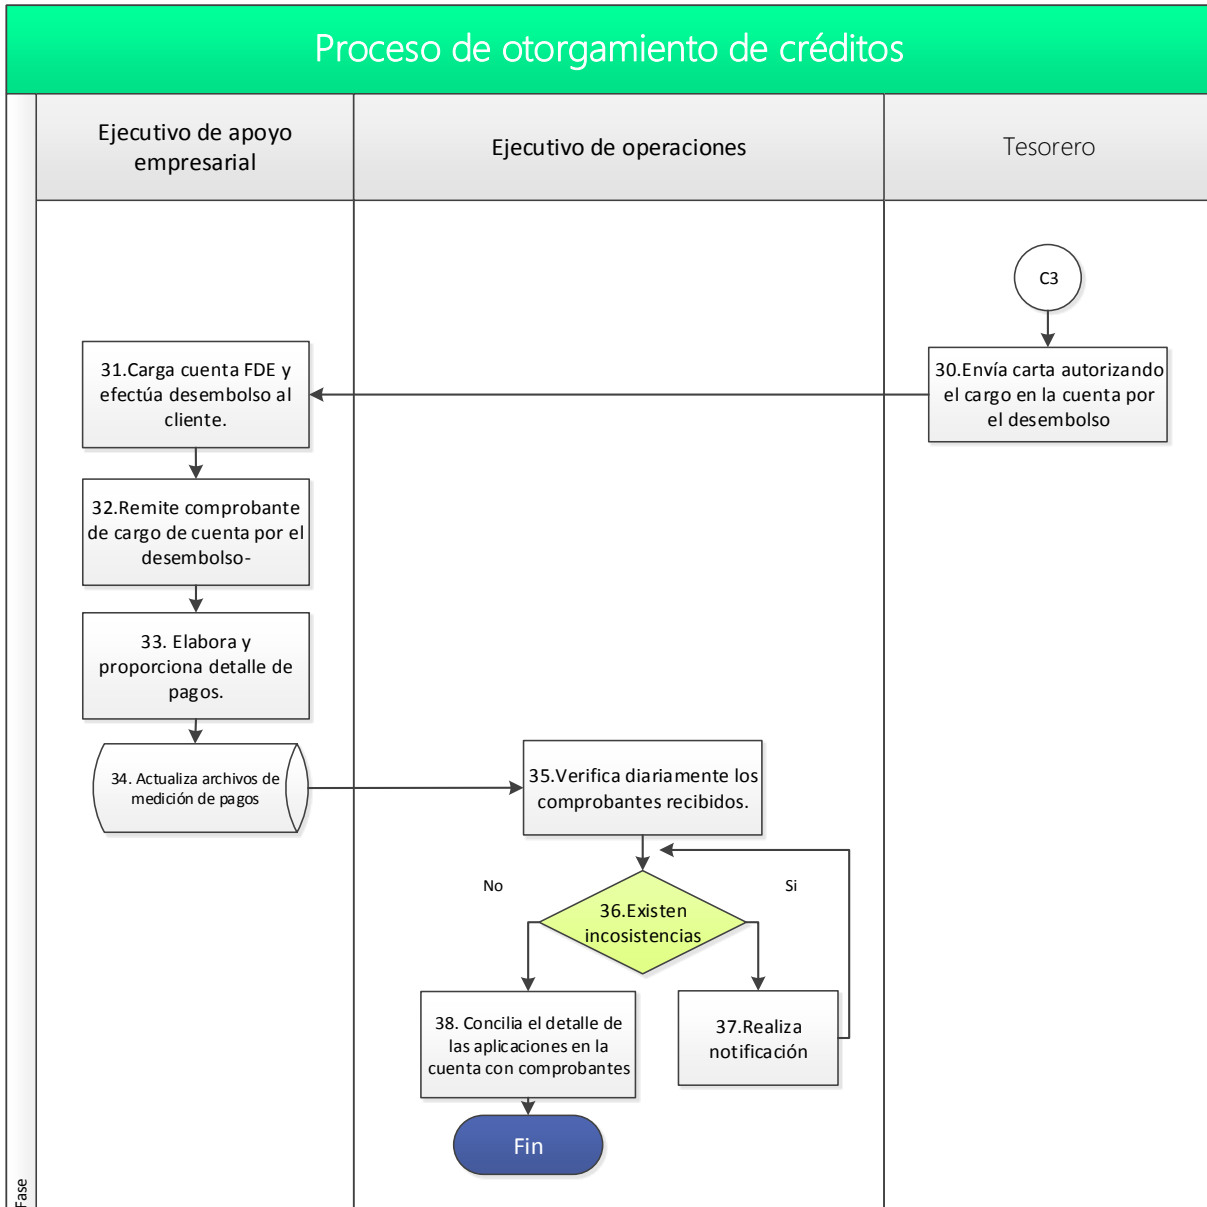 Proceso de otorgamiento de créditos
Ejecutivo de apoyo
empresarial
Ejecutivo de operaciones
Tesorero
C3
30.Envía carta autorizando
el cargo en la cuenta por
el desembolso
31.Carga cuenta FDE y
efectúa desembolso al
cliente.
32.Remite comprobante
de cargo de cuenta por el
desembolso-
33. Elabora y
proporciona detalle de
pagos.
34. Actualiza archivos de
medición de pagos
35.Verifica diariamente los
comprobantes recibidos.
No
Si
36.Existen
incosistencias
38. Concilia el detalle de
las aplicaciones en la
cuenta con comprobantes
37.Realiza
notificación
Fin
Fase